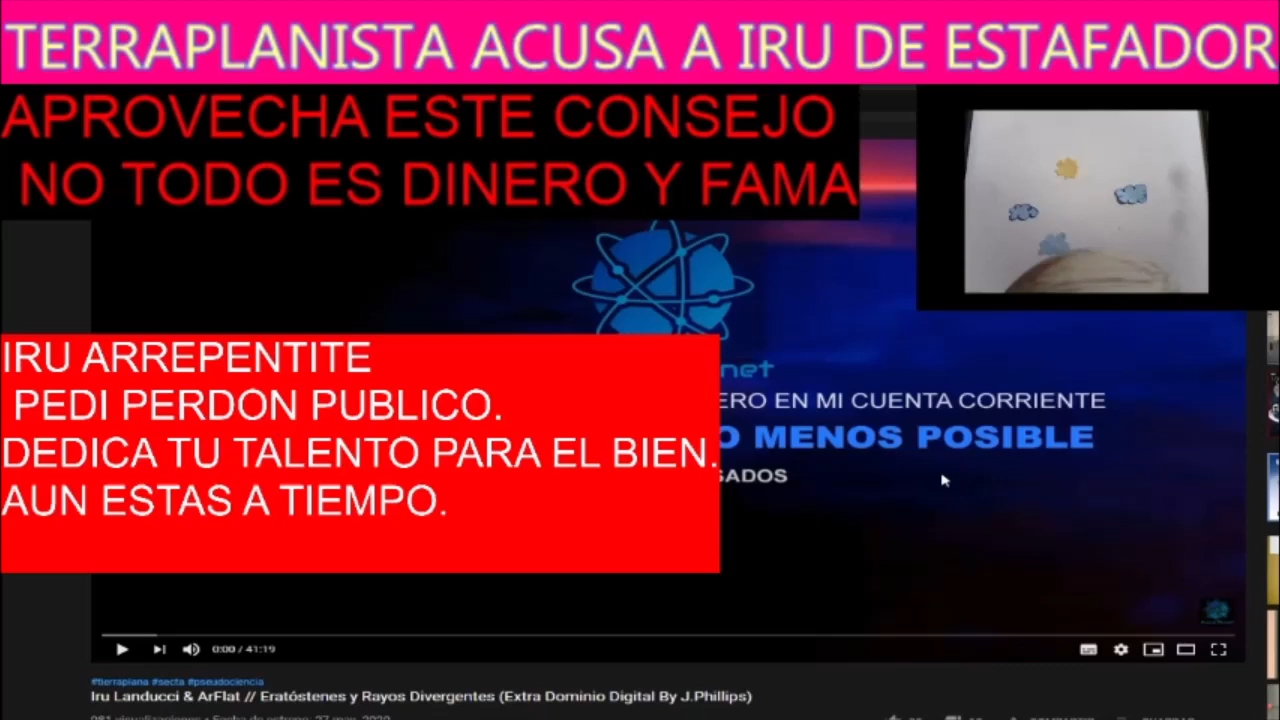 TERRAPLANISTA ACUSA A IRU DE ESTAFADOR
APROVECHA ESTE CONSEJO
NO TODO ES DINERO Y FAMA
IRU ARREPENTITE
PEDI PERDON PUBLICO.
DEDICA TU TALENTO PARA EL BIEN.
AUN ESTAS A TIEMPO.
net
ERO EN MI CUENTA CORRIENTE
O MENOS POSIBLE
SADOS
0:00 / 41:19
#tierraplana #secta #pseudociencia
Iru Landucci & ArFlat // Eratóstenes y Rayos Divergentes (Extra Dominio Digital By J.Phillips)